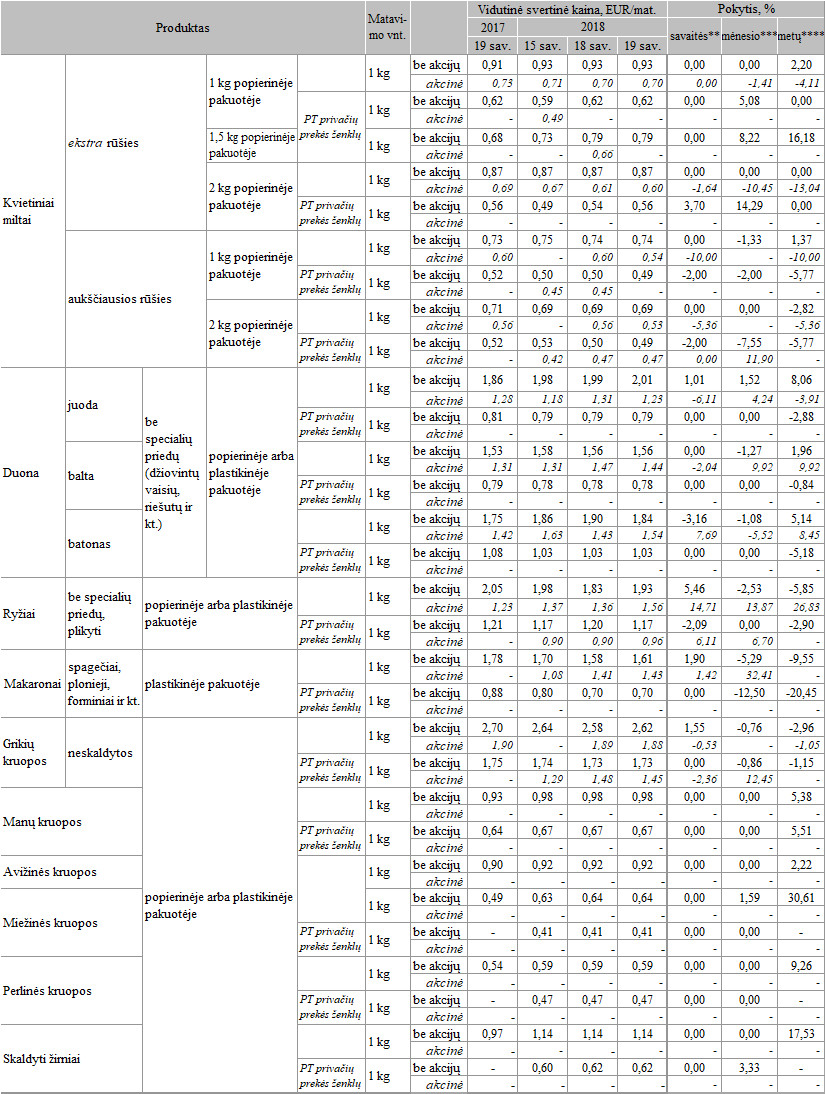 Produktas Matavi-mo vnt. Vidutinė svertinė kaina, EUR/mat. Pokytis, %
2017 2018 savaitės** mėnesio*** metų****
19 sav. 15 sav. 18 sav. 19 sav.
Kvietiniai miltai ekstra rūšies 1 kg popierinėje pakuotėje 1 kg be akcijų 0,91 0,93 0,93 0,93 0,00 0,00 2,20
akcinė 0,73 0,71 0,70 0,70 0,00 -1,41 -4,11
PT privačių prekės ženklų 1 kg be akcijų 0,62 0,59 0,62 0,62 0,00 5,08 0,00
akcinė - 0,49 - - - - -
1,5 kg popierinėje pakuotėje 1 kg be akcijų 0,68 0,73 0,79 0,79 0,00 8,22 16,18
akcinė - - 0,66 - - - -
2 kg popierinėje pakuotėje 1 kg be akcijų 0,87 0,87 0,87 0,87 0,00 0,00 0,00
akcinė 0,69 0,67 0,61 0,60 -1,64 -10,45 -13,04
PT privačių prekės ženklų 1 kg be akcijų 0,56 0,49 0,54 0,56 3,70 14,29 0,00
akcinė - - - - - - -
aukščiausios rūšies 1 kg popierinėje pakuotėje 1 kg be akcijų 0,73 0,75 0,74 0,74 0,00 -1,33 1,37
akcinė 0,60 - 0,60 0,54 -10,00 - -10,00
PT privačių prekės ženklų 1 kg be akcijų 0,52 0,50 0,50 0,49 -2,00 -2,00 -5,77
akcinė - 0,45 0,45 - - - -
2 kg popierinėje pakuotėje 1 kg be akcijų 0,71 0,69 0,69 0,69 0,00 0,00 -2,82
akcinė 0,56 - 0,56 0,53 -5,36 - -5,36
PT privačių prekės ženklų 1 kg be akcijų 0,52 0,53 0,50 0,49 -2,00 -7,55 -5,77
akcinė - 0,42 0,47 0,47 0,00 11,90 -
Duona juoda be specialių priedų (džiovintų vaisių, riešutų ir kt.) popierinėje arba plastikinėje pakuotėje 1 kg be akcijų 1,86 1,98 1,99 2,01 1,01 1,52 8,06
akcinė 1,28 1,18 1,31 1,23 -6,11 4,24 -3,91
PT privačių prekės ženklų 1 kg be akcijų 0,81 0,79 0,79 0,79 0,00 0,00 -2,88
akcinė - - - - - - -
balta 1 kg be akcijų 1,53 1,58 1,56 1,56 0,00 -1,27 1,96
akcinė 1,31 1,31 1,47 1,44 -2,04 9,92 9,92
PT privačių prekės ženklų 1 kg be akcijų 0,79 0,78 0,78 0,78 0,00 0,00 -0,84
akcinė - - - - - - -
batonas 1 kg be akcijų 1,75 1,86 1,90 1,84 -3,16 -1,08 5,14
akcinė 1,42 1,63 1,43 1,54 7,69 -5,52 8,45
PT privačių prekės ženklų 1 kg be akcijų 1,08 1,03 1,03 1,03 0,00 0,00 -5,18
akcinė - - - - - - -
Ryžiai be specialių priedų, plikyti popierinėje arba plastikinėje pakuotėje 1 kg be akcijų 2,05 1,98 1,83 1,93 5,46 -2,53 -5,85
akcinė 1,23 1,37 1,36 1,56 14,71 13,87 26,83
PT privačių prekės ženklų 1 kg be akcijų 1,21 1,17 1,20 1,17 -2,09 0,00 -2,90
akcinė - 0,90 0,90 0,96 6,11 6,70 -
Makaronai spagečiai, plonieji, forminiai ir kt. plastikinėje pakuotėje 1 kg be akcijų 1,78 1,70 1,58 1,61 1,90 -5,29 -9,55
akcinė - 1,08 1,41 1,43 1,42 32,41 -
PT privačių prekės ženklų 1 kg be akcijų 0,88 0,80 0,70 0,70 0,00 -12,50 -20,45
akcinė - - - - - - -
Grikių kruopos neskaldytos popierinėje arba plastikinėje pakuotėje 1 kg be akcijų 2,70 2,64 2,58 2,62 1,55 -0,76 -2,96
akcinė 1,90 - 1,89 1,88 -0,53 - -1,05
PT privačių prekės ženklų 1 kg be akcijų 1,75 1,74 1,73 1,73 0,00 -0,86 -1,15
akcinė - 1,29 1,48 1,45 -2,36 12,45 -
Manų kruopos 1 kg be akcijų 0,93 0,98 0,98 0,98 0,00 0,00 5,38
akcinė - - - - - - -
PT privačių prekės ženklų 1 kg be akcijų 0,64 0,67 0,67 0,67 0,00 0,00 5,51
akcinė - - - - - - -
Avižinės kruopos 1 kg be akcijų 0,90 0,92 0,92 0,92 0,00 0,00 2,22
akcinė - - - - - - -
Miežinės kruopos 1 kg be akcijų 0,49 0,63 0,64 0,64 0,00 1,59 30,61
akcinė - - - - - - -
PT privačių prekės ženklų 1 kg be akcijų - 0,41 0,41 0,41 0,00 0,00 -
akcinė - - - - - - -
Perlinės kruopos 1 kg be akcijų 0,54 0,59 0,59 0,59 0,00 0,00 9,26
akcinė - - - - - - -
PT privačių prekės ženklų 1 kg be akcijų - 0,47 0,47 0,47 0,00 0,00 -
akcinė - - - - - - -
Skaldyti žirniai 1 kg be akcijų 0,97 1,14 1,14 1,14 0,00 0,00 17,53
akcinė - - - - - - -
PT privačių prekės ženklų 1 kg be akcijų - 0,60 0,62 0,62 0,00 3,33 -
akcinė - - - - - - -